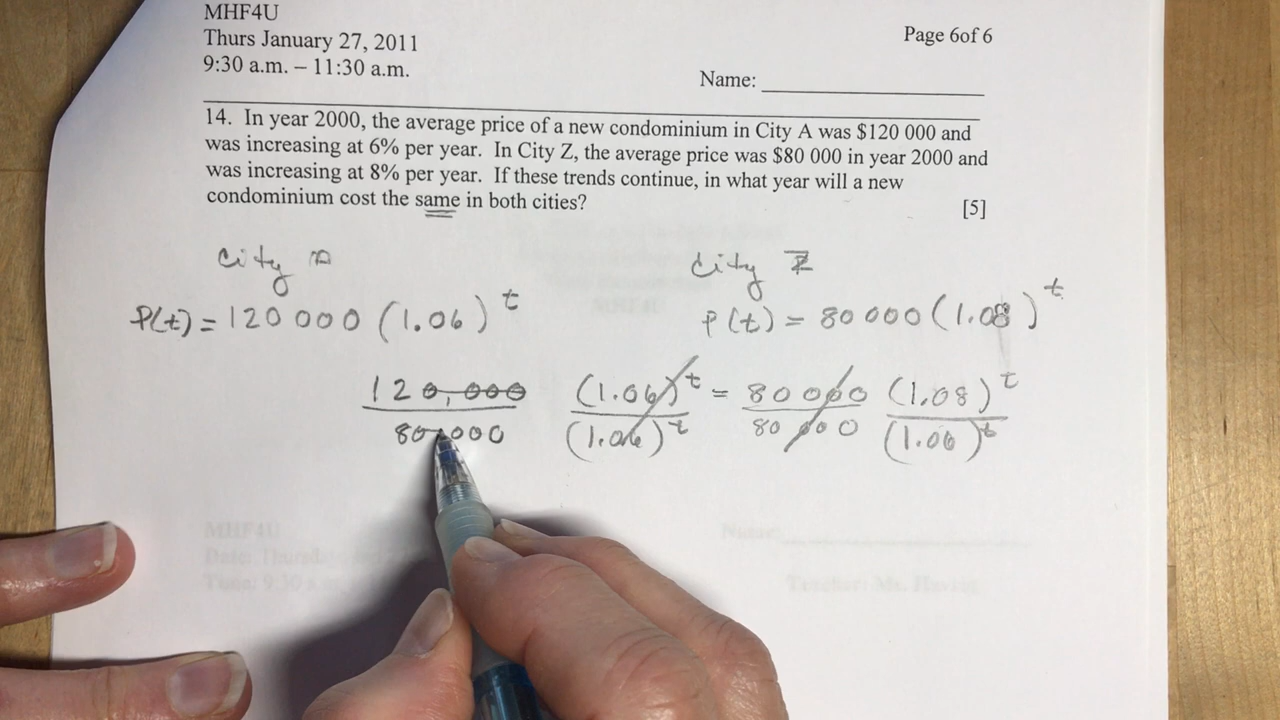 MHF4U
Thurs January 27, 2011
Page 6of 6
9:30 a.m. – 11:30 a.m.
Name:
14. In year 2000, the average price of a new condominium in City A was $120 000 and
was increasing at 6% per year. In City Z, the average price was $80 000 in year 2000 and
was increasing at 8% per year. If these trends continue, in what year will a new
condominium cost the same in both cities?
[5]
City A
City Z
P(t) = 120 000 (1.06)^t
P(t) = 80 000 (1.08)^t
120,000 (1.06)^t = 80 000 (1.08)^t
80,000 (1.06)^t 80 000 (1.06)^t
MHF4U
Name: